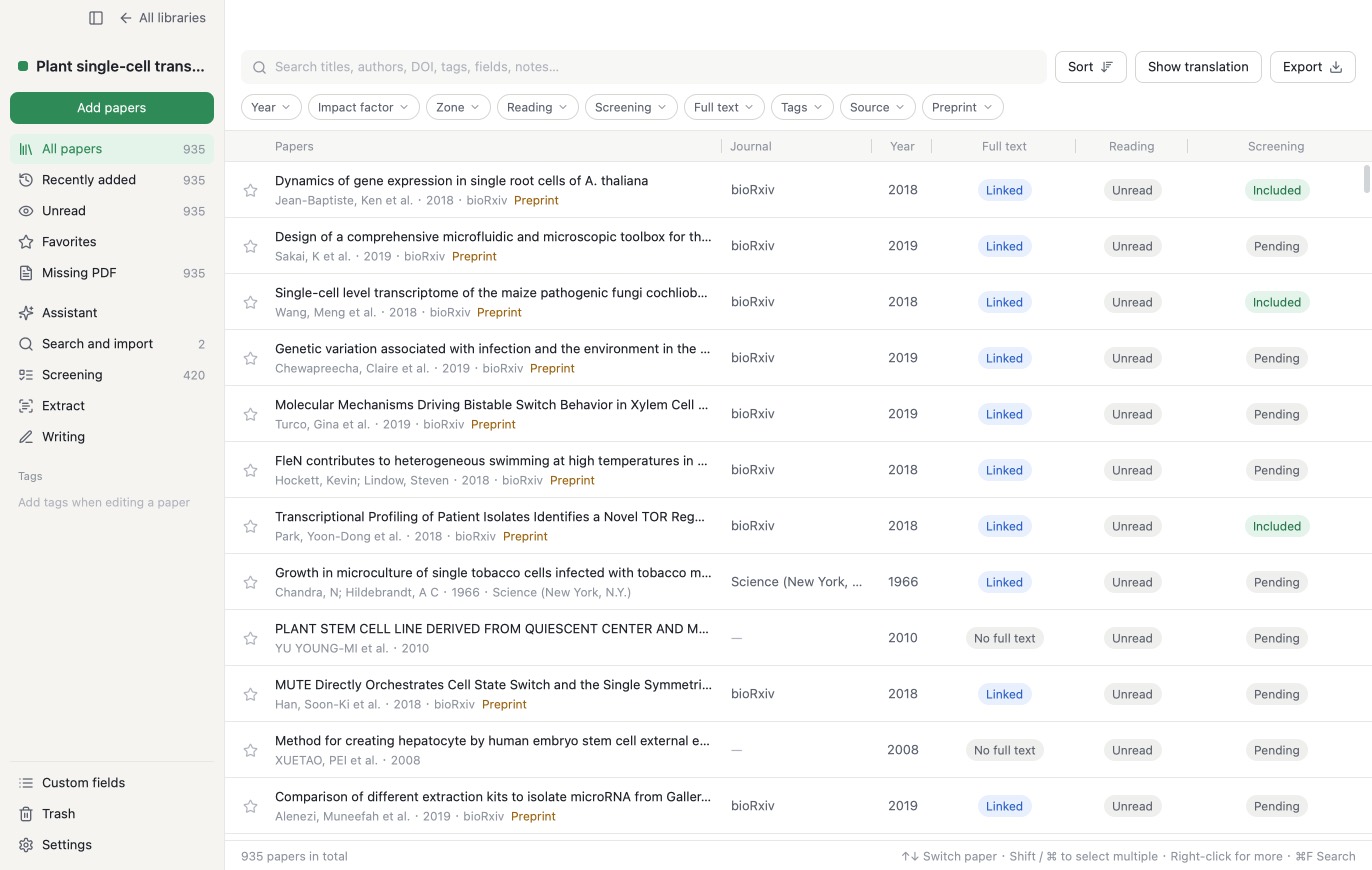 All libraries
Plant single-cell trans...
Add papers
All papers 935
Recently added 935
Unread 935
Favorites
Missing PDF 935
Assistant
Search and import 2
Screening 420
Extract
Writing
Tags
Add tags when editing a paper
Custom fields
Trash
Settings
Search titles, authors, DOI, tags, fields, notes...
Sort
Show translation
Export
Year Impact factor Zone Reading Screening Full text Tags Source Preprint
Papers Journal Year Full text Reading Screening
Dynamics of gene expression in single root cells of A. thaliana
Jean-Baptiste, Ken et al. · 2018 · bioRxiv Preprint
bioRxiv 2018 Linked Unread Included
Design of a comprehensive microfluidic and microscopic toolbox for th...
Sakai, K et al. · 2019 · bioRxiv Preprint
bioRxiv 2019 Linked Unread Pending
Single-cell level transcriptome of the maize pathogenic fungi cochliob...
Wang, Meng et al. · 2018 · bioRxiv Preprint
bioRxiv 2018 Linked Unread Included
Genetic variation associated with infection and the environment in the ...
Chewapreecha, Claire et al. · 2019 · bioRxiv Preprint
bioRxiv 2019 Linked Unread Pending
Molecular Mechanisms Driving Bistable Switch Behavior in Xylem Cell ...
Turco, Gina et al. · 2019 · bioRxiv Preprint
bioRxiv 2019 Linked Unread Pending
FleN contributes to heterogeneous swimming at high temperatures in ...
Hockett, Kevin; Lindow, Steven · 2018 · bioRxiv Preprint
bioRxiv 2018 Linked Unread Pending
Transcriptional Profiling of Patient Isolates Identifies a Novel TOR Reg...
Park, Yoon-Dong et al. · 2018 · bioRxiv Preprint
bioRxiv 2018 Linked Unread Included
Growth in microculture of single tobacco cells infected with tobacco m...
Chandra, N; Hildebrandt, A C · 1966 · Science (New York, N.Y.)
Science (New York, ... 1966 Linked Unread Pending
PLANT STEM CELL LINE DERIVED FROM QUIESCENT CENTER AND M...
YU YOUNG-MI et al. · 2010
— 2010 No full text Unread Pending
MUTE Directly Orchestrates Cell State Switch and the Single Symmetri...
Han, Soon-Ki et al. · 2018 · bioRxiv Preprint
bioRxiv 2018 Linked Unread Pending
Method for creating hepatocyte by human embryo stem cell external e...
XUETAO, PEI et al. · 2008
— 2008 No full text Unread Pending
Comparison of different extraction kits to isolate microRNA from Galler...
Alenezi, Muneefah et al. · 2019 · bioRxiv Preprint
bioRxiv 2019 Linked Unread Pending
935 papers in total
↑↓ Switch paper · Shift / ⌘ to select multiple · Right-click for more · ⌘F Search